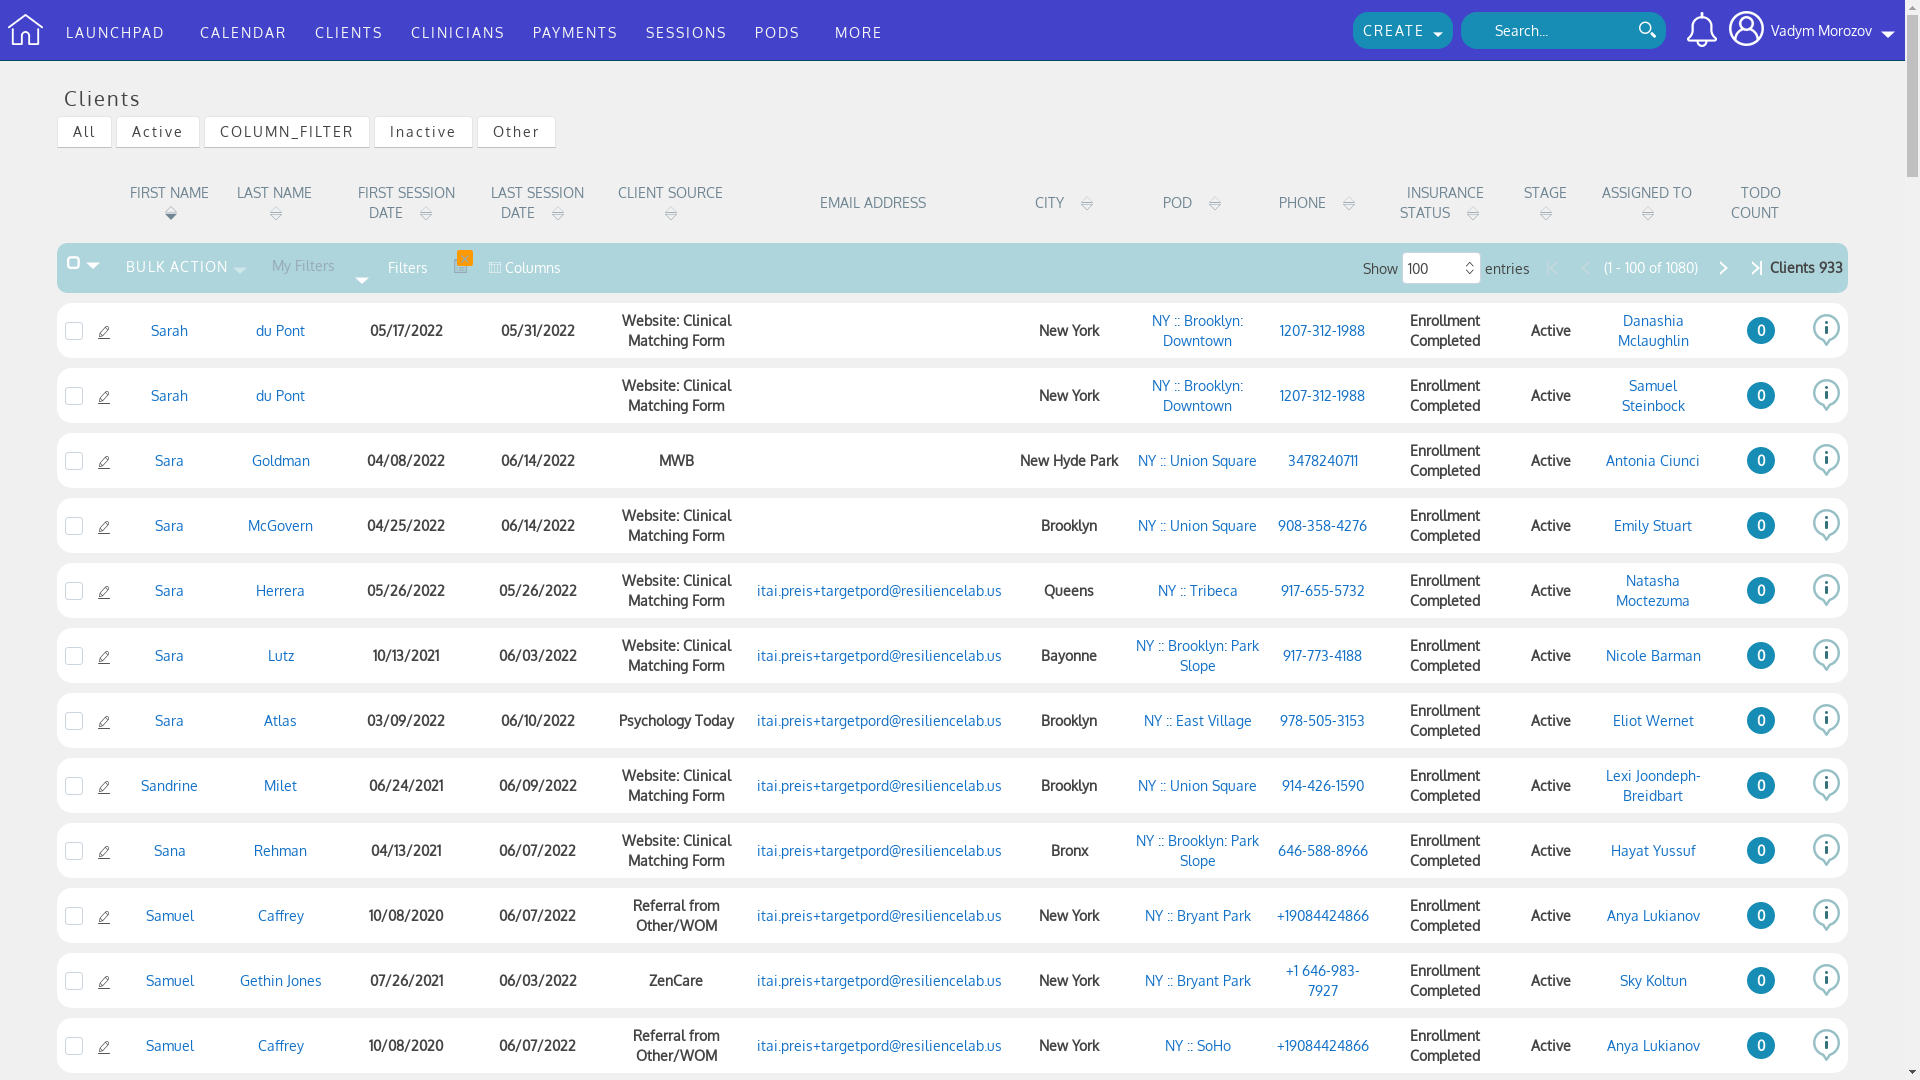 LAUNCHPAD CALENDAR CLIENTS CLINICIANS PAYMENTS SESSIONS PODS MORE CREATE Search... Vadym Morozov
Clients
All Active COLUMN_FILTER Inactive Other
FIRST NAME LAST NAME FIRST SESSION DATE LAST SESSION DATE CLIENT SOURCE EMAIL ADDRESS CITY POD PHONE INSURANCE STATUS STAGE ASSIGNED TO TODO COUNT
BULK ACTION My Filters Filters Columns Show 100 entries (1 - 100 of 1080) Clients 933
Sarah du Pont 05/17/2022 05/31/2022 Website: Clinical Matching Form New York NY :: Brooklyn: Downtown 1207-312-1988 Enrollment Completed Active Danashia Mclaughlin 0
Sarah du Pont Website: Clinical Matching Form New York NY :: Brooklyn: Downtown 1207-312-1988 Enrollment Completed Active Samuel Steinbock 0
Sara Goldman 04/08/2022 06/14/2022 MWB New Hyde Park NY :: Union Square 3478240711 Enrollment Completed Active Antonia Ciunci 0
Sara McGovern 04/25/2022 06/14/2022 Website: Clinical Matching Form Brooklyn NY :: Union Square 908-358-4276 Enrollment Completed Active Emily Stuart 0
Sara Herrera 05/26/2022 05/26/2022 Website: Clinical Matching Form itai.preis+targetpord@resiliencelab.us Queens NY :: Tribeca 917-655-5732 Enrollment Completed Active Natasha Moctezuma 0
Sara Lutz 10/13/2021 06/03/2022 Website: Clinical Matching Form itai.preis+targetpord@resiliencelab.us Bayonne NY :: Brooklyn: Park Slope 917-773-4188 Enrollment Completed Active Nicole Barman 0
Sara Atlas 03/09/2022 06/10/2022 Psychology Today itai.preis+targetpord@resiliencelab.us Brooklyn NY :: East Village 978-505-3153 Enrollment Completed Active Eliot Wernet 0
Sandrine Milet 06/24/2021 06/09/2022 Website: Clinical Matching Form itai.preis+targetpord@resiliencelab.us Brooklyn NY :: Union Square 914-426-1590 Enrollment Completed Active Lexi Joondeph-Breidbart 0
Sana Rehman 04/13/2021 06/07/2022 Website: Clinical Matching Form itai.preis+targetpord@resiliencelab.us Bronx NY :: Brooklyn: Park Slope 646-588-8966 Enrollment Completed Active Hayat Yussuf 0
Samuel Caffrey 10/08/2020 06/07/2022 Referral from Other/WOM itai.preis+targetpord@resiliencelab.us New York NY :: Bryant Park +19084424866 Enrollment Completed Active Anya Lukianov 0
Samuel Gethin Jones 07/26/2021 06/03/2022 ZenCare itai.preis+targetpord@resiliencelab.us New York NY :: Bryant Park +1 646-983-7927 Enrollment Completed Active Sky Koltun 0
Samuel Caffrey 10/08/2020 06/07/2022 Referral from Other/WOM itai.preis+targetpord@resiliencelab.us New York NY :: SoHo +19084424866 Enrollment Completed Active Anya Lukianov 0